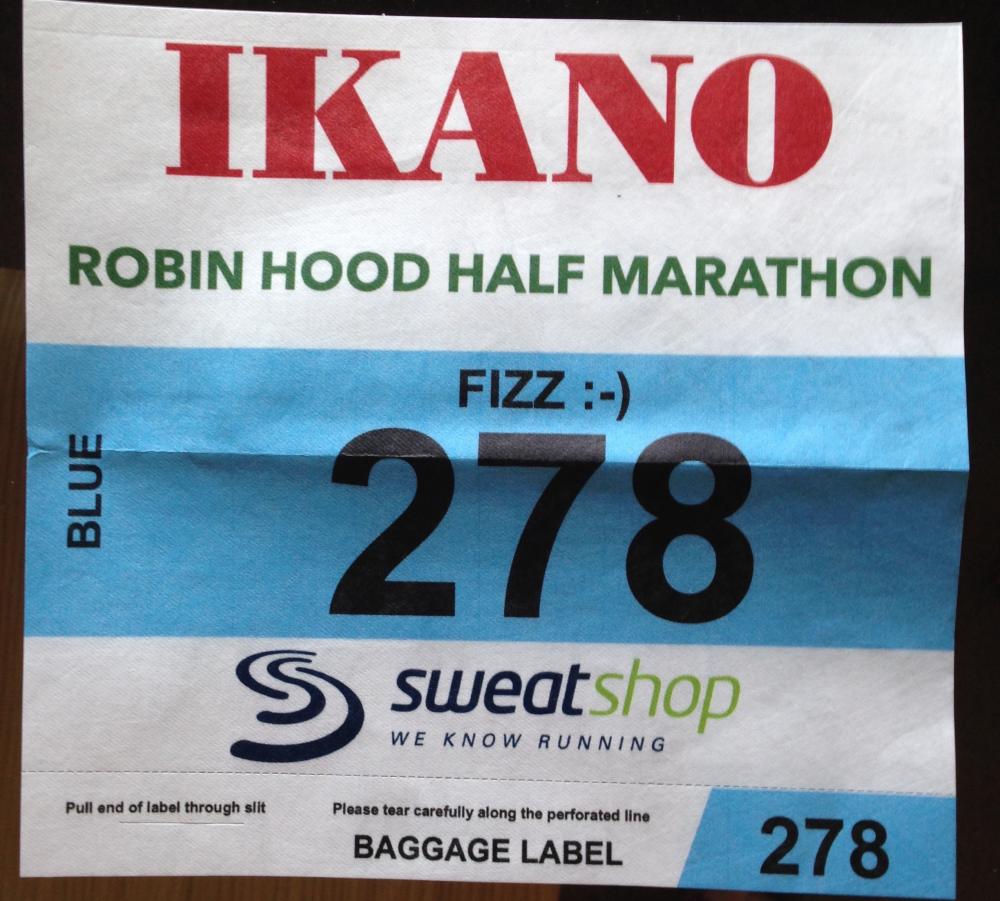 IKANO
ROBIN HOOD HALF MARATHON
FIZZ :-)
BLUE
278
sweatshop
WE KNOW RUNNING
Pull end of label through slit
Please tear carefully along the perforated line
BAGGAGE LABEL
278